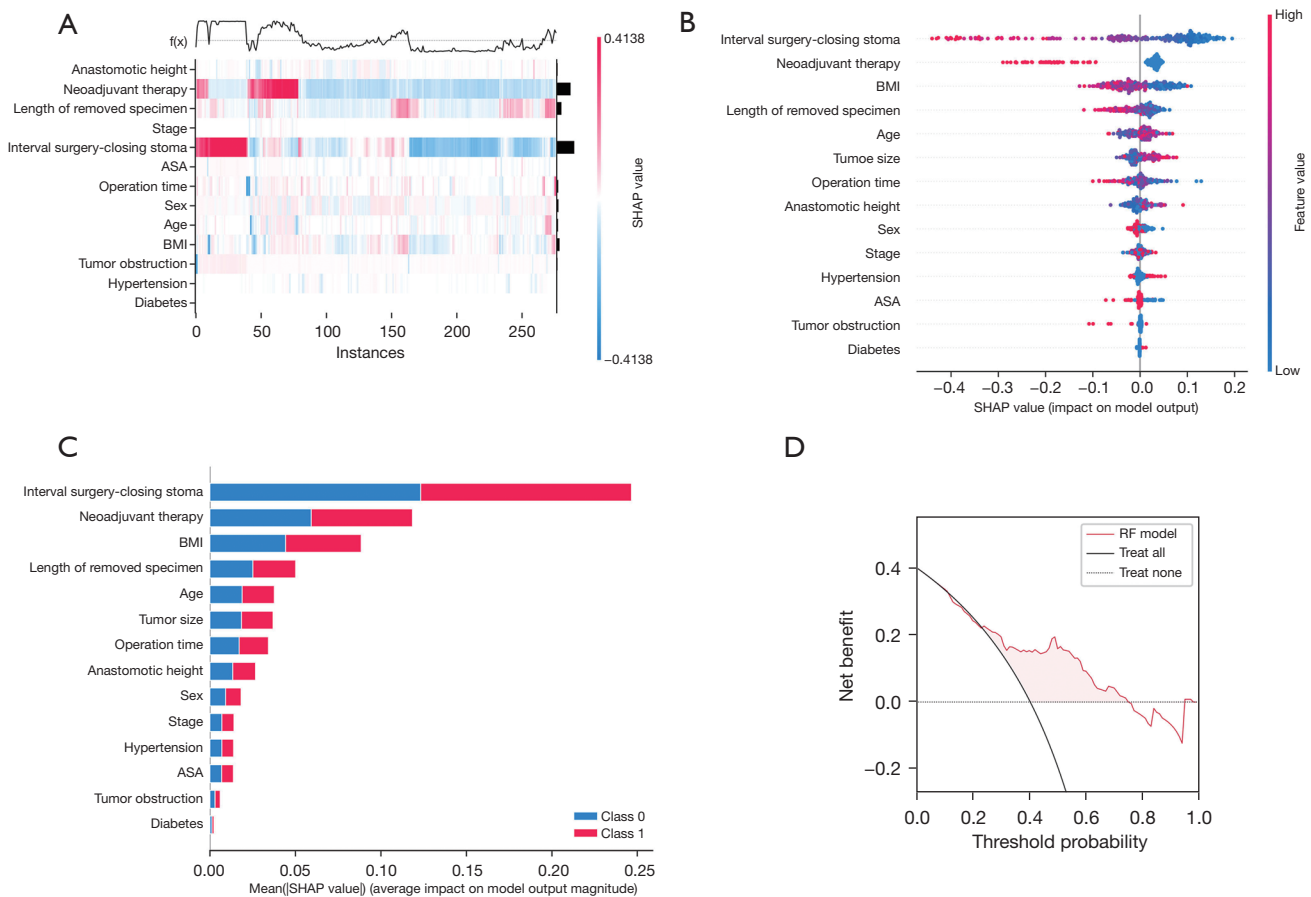 A
f(x)
Anastomotic height
Neoadjuvant therapy
Length of removed specimen
Stage
Interval surgery-closing stoma
ASA
Operation time
Sex
Age
BMI
Tumor obstruction
Hypertension
Diabetes
0 50 100 150 200 250
Instances
0.4138
SHAP value
−0.4138
B
Interval surgery-closing stoma
Neoadjuvant therapy
BMI
Length of removed specimen
Age
Tumoe size
Operation time
Anastomotic height
Sex
Stage
Hypertension
ASA
Tumor obstruction
Diabetes
−0.4 −0.3 −0.2 −0.1 0.0 0.1 0.2
SHAP value (impact on model output)
High
Feature value
Low
C
Interval surgery-closing stoma
Neoadjuvant therapy
BMI
Length of removed specimen
Age
Tumor size
Operation time
Anastomotic height
Sex
Stage
Hypertension
ASA
Tumor obstruction
Diabetes
Class 0
Class 1
0.00 0.05 0.10 0.15 0.20 0.25
Mean(|SHAP value|) (average impact on model output magnitude)
D
RF model
Treat all
Treat none
0.4
0.2
0.0
−0.2
Net benefit
0.0 0.2 0.4 0.6 0.8 1.0
Threshold probability